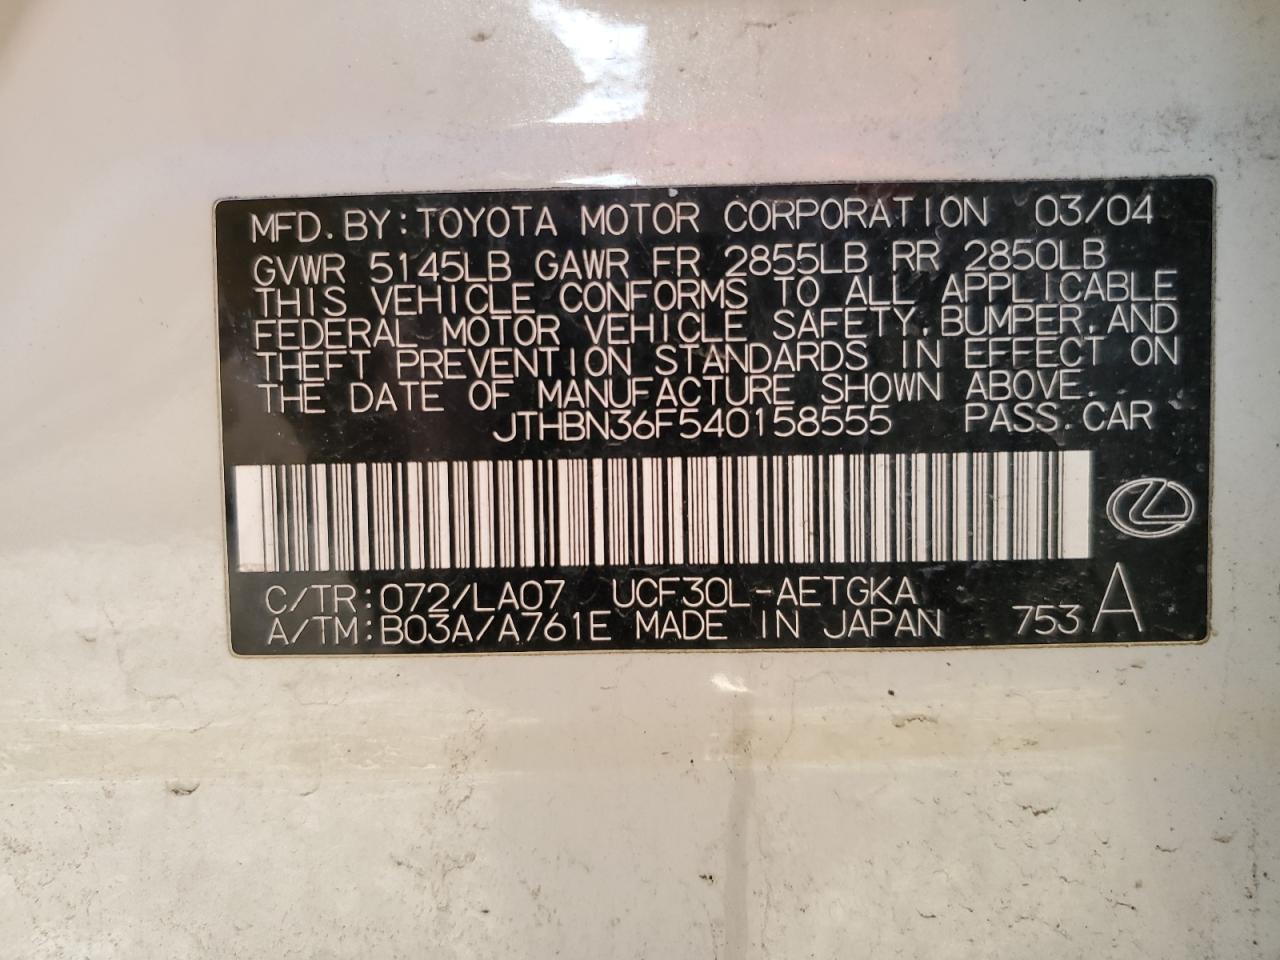 MFD. BY: TOYOTA MOTOR CORPORATION 03/04
GVWR 5145LB GAWR FR 2855LB RR 2850LB
THIS VEHICLE CONFORMS TO ALL APPLICABLE
FEDERAL MOTOR VEHICLE SAFETY, BUMPER, AND
THEFT PREVENTION STANDARDS IN EFFECT ON
THE DATE OF MANUFACTURE SHOWN ABOVE.
JTHBN36F540158555 PASS. CAR
C/TR: 072/LA07 UCF30L-AETGKA
A/TM: B03A/A761E MADE IN JAPAN 753 A